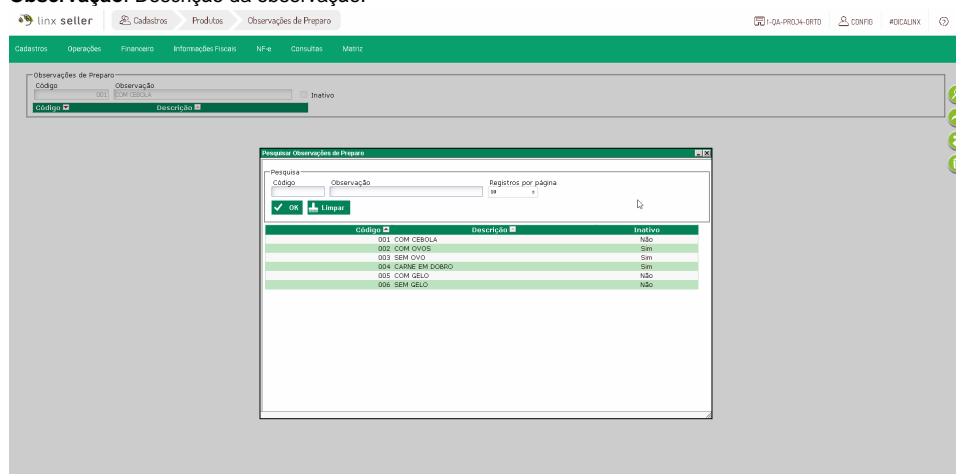 Observação: Descrição da observação.
linx seller Cadastros Produtos Observações de Preparo 1-QA-PROJ4-ORTO CONFIG #DICALINX
Cadastros Operações Financeiro Informações Fiscais NF-e Consultas Matriz
Observações de Preparo
Código Observação
001 COM CEBOLA Inativo
Código Descrição
Pesquisar Observações de Preparo
Pesquisa
Código Observação Registros por página
10
OK Limpar
Código Descrição Inativo
001 COM CEBOLA Não
002 COM OVOS Sim
003 SEM OVO Sim
004 CARNE EM DOBRO Sim
005 COM GELO Não
006 SEM GELO Não